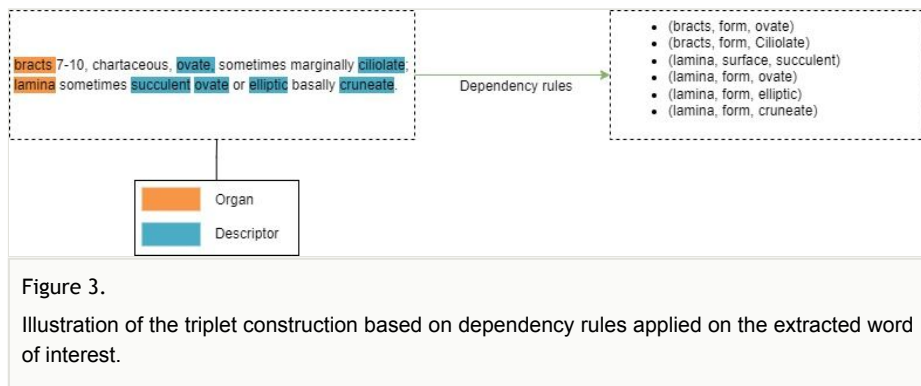 bracts 7-10, chartaceous, ovate, sometimes marginally ciliolate;
lamina sometimes succulent ovate or elliptic basally cruneate.
Dependency rules
• (bracts, form, ovate)
• (bracts, form, Ciliolate)
• (lamina, surface, succulent)
• (lamina, form, ovate)
• (lamina, form, elliptic)
• (lamina, form, cruneate)
Organ
Descriptor
Figure 3.
Illustration of the triplet construction based on dependency rules applied on the extracted word
of interest.